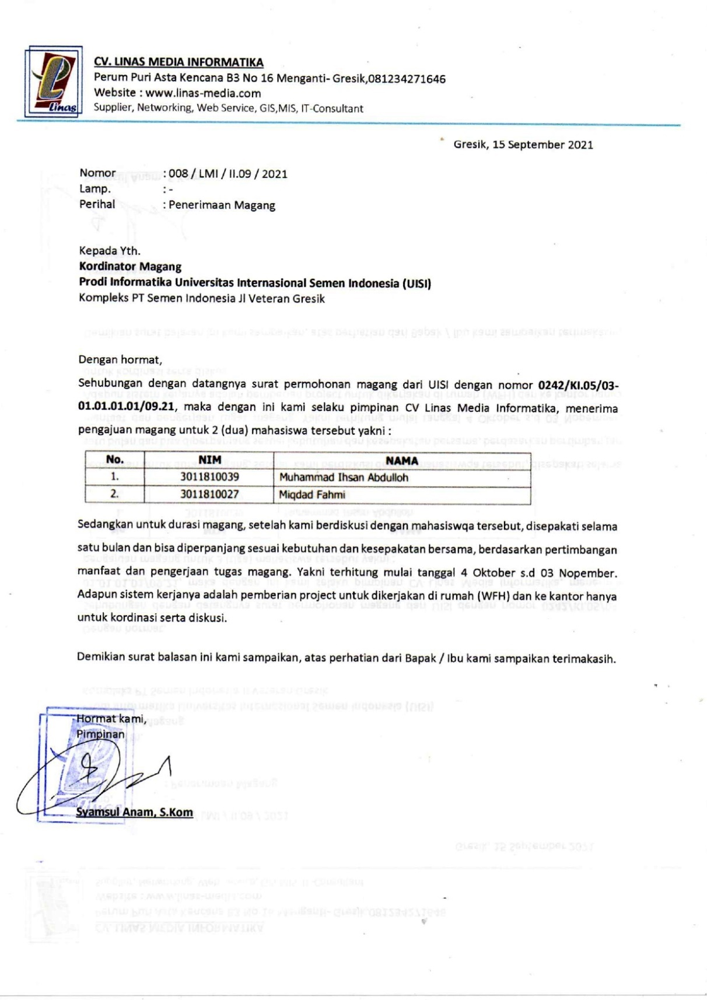 CV. LINAS MEDIA INFORMATIKA
Perum Puri Asta Kencana B3 No 16 Menganti- Gresik,081234271646
Website : www.linas-media.com
Supplier, Networking, Web Service, GIS,MIS, IT-Consultant
Linas
Gresik, 15 September 2021
Nomor : 008 / LMI / II.09 / 2021
Lamp. : -
Perihal : Penerimaan Magang
Kepada Yth.
Kordinator Magang
Prodi Informatika Universitas Internasional Semen Indonesia (UISI)
Kompleks PT Semen Indonesia Jl Veteran Gresik
Dengan hormat,
Sehubungan dengan datangnya surat permohonan magang dari UISI dengan nomor 0242/KI.05/03-
01.01.01.01/09.21, maka dengan ini kami selaku pimpinan CV Linas Media Informatika, menerima
pengajuan magang untuk 2 (dua) mahasiswa tersebut yakni :
No. NIM NAMA
1. 3011810039 Muhammad Ihsan Abdulloh
2. 3011810027 Miqdad Fahmi
Sedangkan untuk durasi magang, setelah kami berdiskusi dengan mahasiswqa tersebut, disepakati selama
satu bulan dan bisa diperpanjang sesuai kebutuhan dan kesepakatan bersama, berdasarkan pertimbangan
manfaat dan pengerjaan tugas magang. Yakni terhitung mulai tanggal 4 Oktober s.d 03 Nopember.
Adapun sistem kerjanya adalah pemberian project untuk dikerjakan di rumah (WFH) dan ke kantor hanya
untuk kordinasi serta diskusi.
Demikian surat balasan ini kami sampaikan, atas perhatian dari Bapak / Ibu kami sampaikan terimakasih.
Hormat kami,
Pimpinan
Syamsul Anam, S.Kom